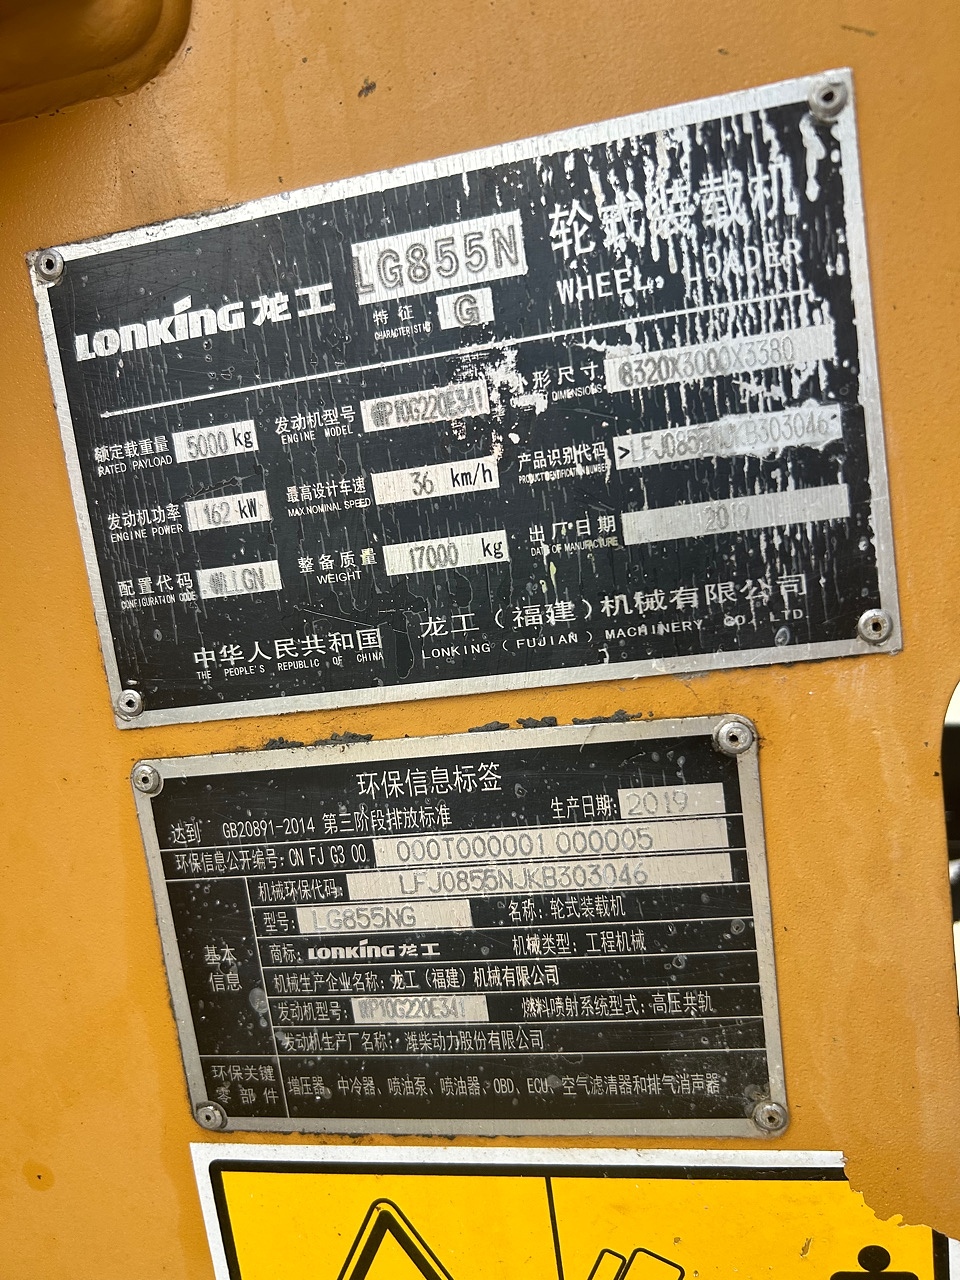 LG855N 轮式装载机
LONKING 龙工 特征 G WHEEL LOADER
CHARACTERISTIC
额定载重量 5000 kg 发动机型号 WP10G220E341 外形尺寸 8320X3000X3380
RATED PAYLOAD ENGINE MODEL DIMENSIONS
发动机功率 162 kW 最高设计车速 36 km/h 产品识别代码
ENGINE POWER MAX.NOMINAL SPEED PRODUCT IDENTIFICATION NUMBER
配置代码 WLLGN 整备质量 17000 kg 出厂日期 201
CONFIGURATION CODE WEIGHT DATE OF MANUFACTURE
中华人民共和国 龙工（福建）机械有限公司
THE PEOPLE'S REPUBLIC OF CHINA LONKING (FUJIAN) MACHINERY CO., LTD
环保信息标签
达到 GB20891-2014 第三阶段排放标准 生产日期: 2019
环保信息公开编号: CN FJ G3 00 000T000001 000005
机械环保代码: LFJ0855NJKB303046
型号: LG855NG 名称: 轮式装载机
基本信息 商标: LONKING 龙工 机械类型: 工程机械
机械生产企业名称: 龙工（福建）机械有限公司
发动机型号: WP10G220E341 燃料喷射系统型式: 高压共轨
发动机生产厂名称: 潍柴动力股份有限公司
环保关键零部件 增压器、中冷器、喷油泵、喷油器、OBD、ECU、空气滤清器和排气消声器